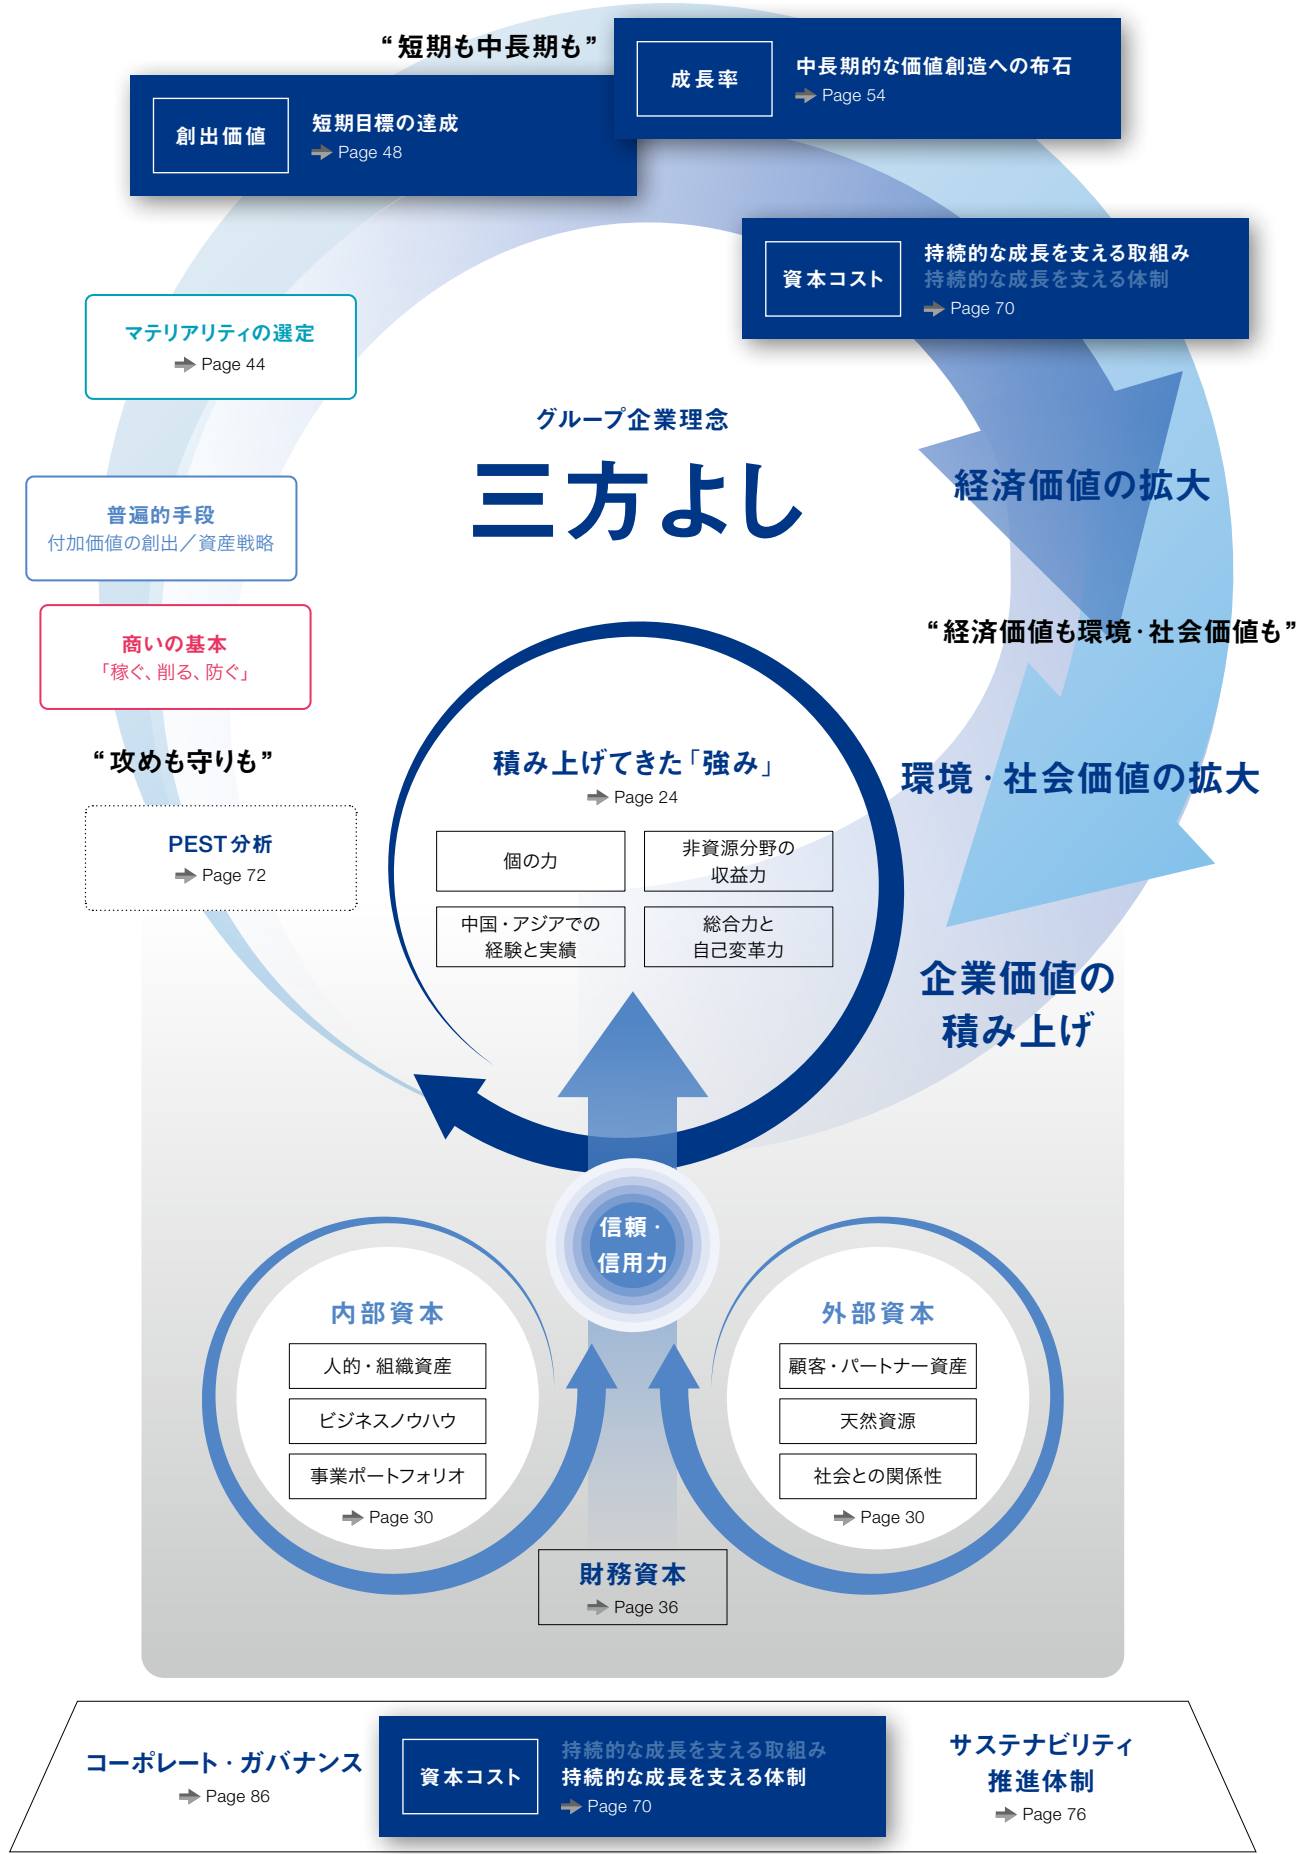 “短期も中長期も”
成長率
中長期的な価値創造への布石
Page 54
創出価値
短期目標の達成
Page 48
資本コスト
持続的な成長を支える取組み
持続的な成長を支える体制
Page 70
マテリアリティの選定
Page 44
グループ企業理念
三方よし
経済価値の拡大
普遍的手段
付加価値の創出／資産戦略
商いの基本
「稼ぐ、削る、防ぐ」
“経済価値も環境・社会価値も”
“攻めも守りも”
積み上げてきた「強み」
Page 24
環境・社会価値の拡大
PEST分析
Page 72
個の力
非資源分野の
収益力
中国・アジアでの
経験と実績
総合力と
自己変革力
企業価値の
積み上げ
信頼・
信用力
内部資本
人的・組織資産
ビジネスノウハウ
事業ポートフォリオ
Page 30
外部資本
顧客・パートナー資産
天然資源
社会との関係性
Page 30
財務資本
Page 36
コーポレート・ガバナンス
Page 86
資本コスト
持続的な成長を支える取組み
持続的な成長を支える体制
Page 70
サステナビリティ
推進体制
Page 76